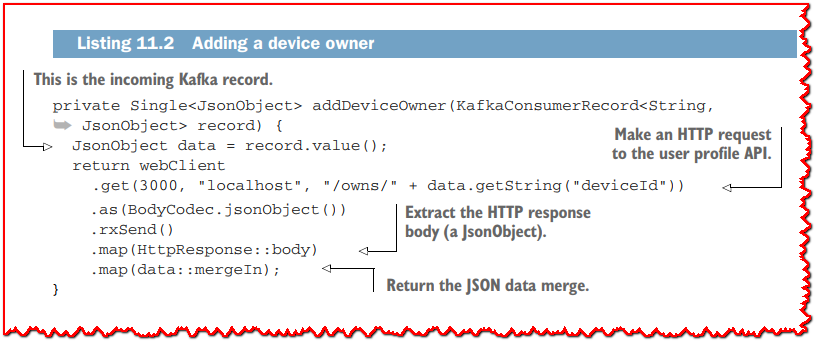 Listing 11.2 Adding a device owner
This is the incoming Kafka record.
private Single<JsonObject> addDeviceOwner(KafkaConsumerRecord<String,
JsonObject> record) {
JsonObject data = record.value();
Make an HTTP request
to the user profile API.
return webClient
.get(3000, "localhost", "/owns/" + data.getString("deviceId"))
.as(BodyCodec.jsonObject())
.rxSend()
Extract the HTTP response
body (a JsonObject).
.map(HttpResponse::body)
.map(data::mergeIn);
Return the JSON data merge.
}